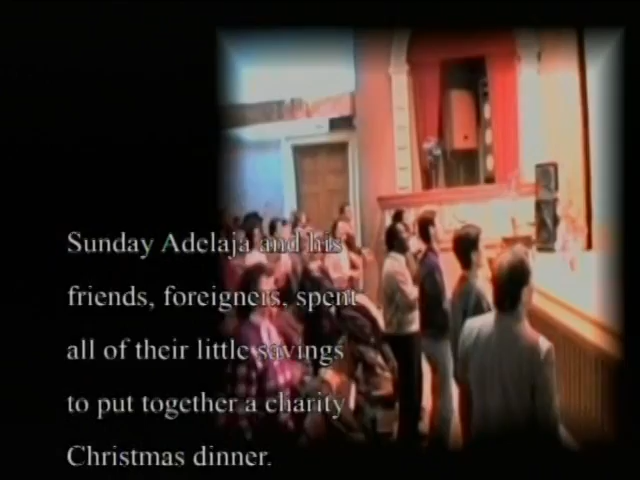 Sunday Adelaja and his
friends, foreigners, spent
all of their little savings
to put together a charity
Christmas dinner.